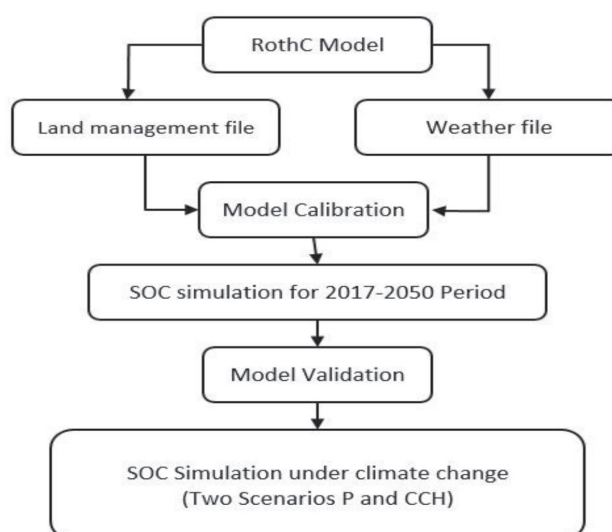 RothC Model
Land management file
Weather file
Model Calibration
SOC simulation for 2017-2050 Period
Model Validation
SOC Simulation under climate change
(Two Scenarios P and CCH)